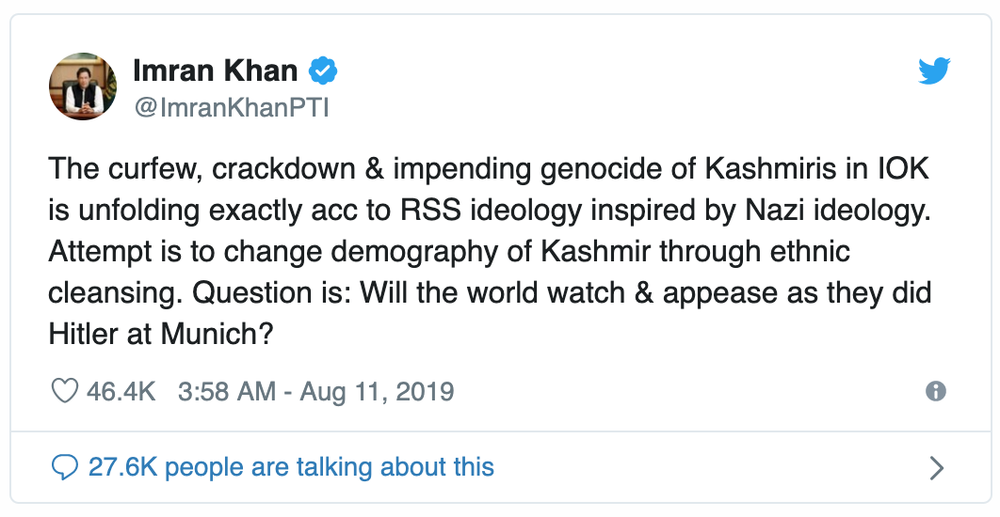 Imran Khan
@ImranKhanPTI
The curfew, crackdown & impending genocide of Kashmiris in IOK
is unfolding exactly acc to RSS ideology inspired by Nazi ideology.
Attempt is to change demography of Kashmir through ethnic
cleansing. Question is: Will the world watch & appease as they did
Hitler at Munich?
46.4K 3:58 AM - Aug 11, 2019
27.6K people are talking about this